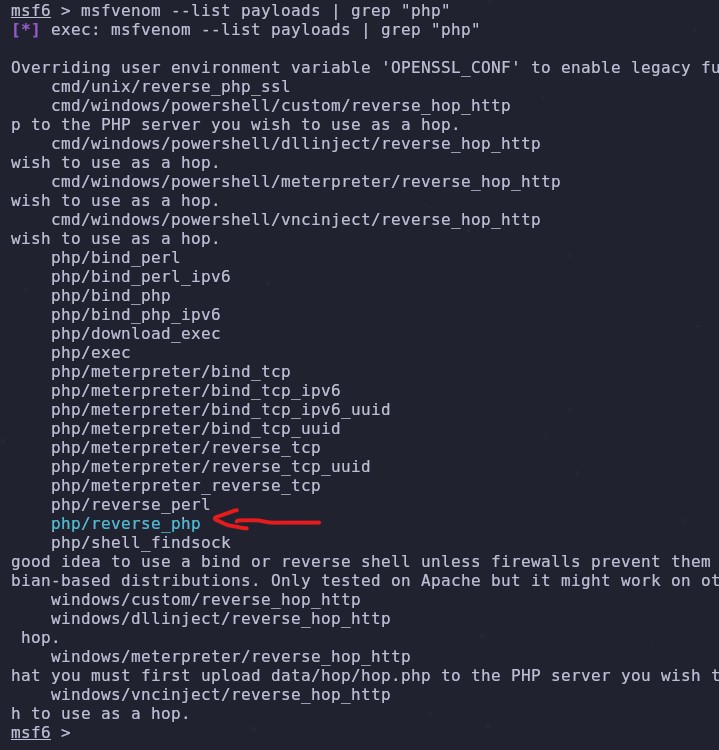 msf6 > msfvenom --list payloads | grep "php"
[*] exec: msfvenom --list payloads | grep "php"
Overriding user environment variable 'OPENSSL_CONF' to enable legacy fu
cmd/unix/reverse_php_ssl
cmd/windows/powershell/custom/reverse_hop_http
p to the PHP server you wish to use as a hop.
cmd/windows/powershell/dllinject/reverse_hop_http
wish to use as a hop.
cmd/windows/powershell/meterpreter/reverse_hop_http
wish to use as a hop.
cmd/windows/powershell/vncinject/reverse_hop_http
wish to use as a hop.
php/bind_perl
php/bind_perl_ipv6
php/bind_php
php/bind_php_ipv6
php/download_exec
php/exec
php/meterpreter/bind_tcp
php/meterpreter/bind_tcp_ipv6
php/meterpreter/bind_tcp_ipv6_uuid
php/meterpreter/bind_tcp_uuid
php/meterpreter/reverse_tcp
php/meterpreter/reverse_tcp_uuid
php/meterpreter_reverse_tcp
php/reverse_perl
php/reverse_php
php/shell_findsock
good idea to use a bind or reverse shell unless firewalls prevent them
bian-based distributions. Only tested on Apache but it might work on ot
windows/custom/reverse_hop_http
windows/dllinject/reverse_hop_http
hop.
windows/meterpreter/reverse_hop_http
hat you must first upload data/hop/hop.php to the PHP server you wish t
windows/vncinject/reverse_hop_http
h to use as a hop.
msf6 >